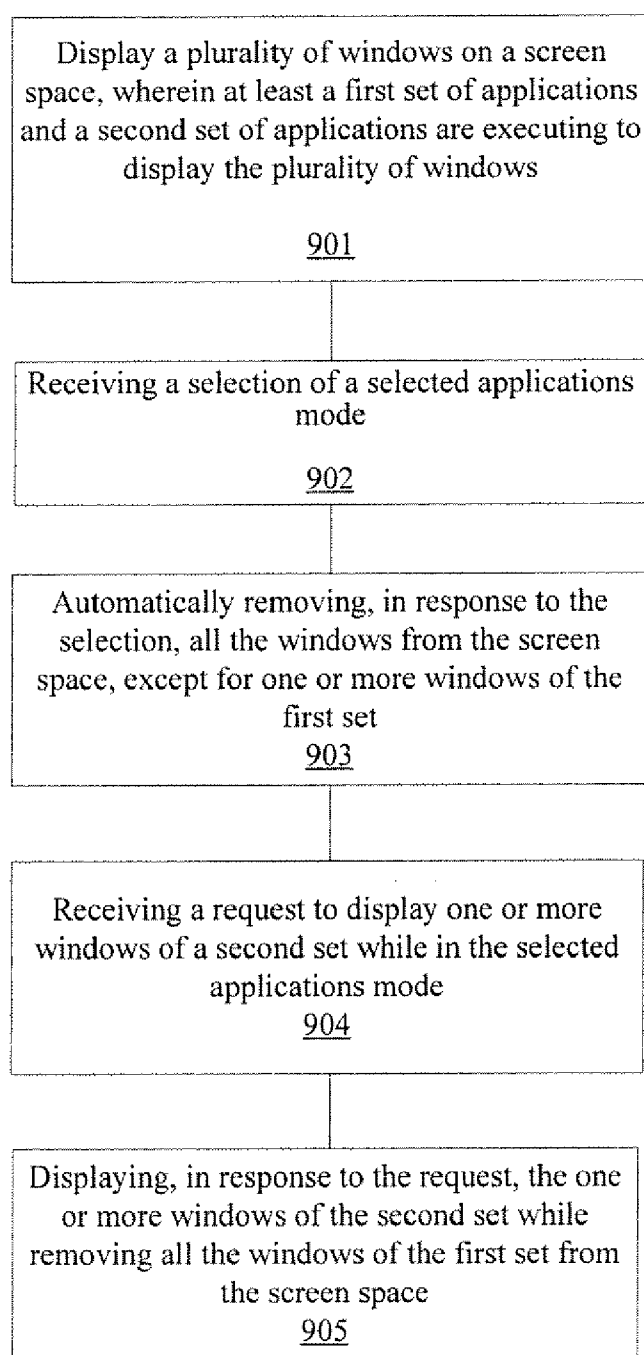 Display a plurality of windows on a screen
space, wherein at least a first set of applications
and a second set of applications are executing to
display the plurality of windows
901
Receiving a selection of a selected applications
mode
902
Automatically removing, in response to the
selection, all the windows from the screen
space, except for one or more windows of the
first set
903
Receiving a request to display one or more
windows of a second set while in the selected
applications mode
904
Displaying, in response to the request, the one
or more windows of the second set while
removing all the windows of the first set from
the screen space
905